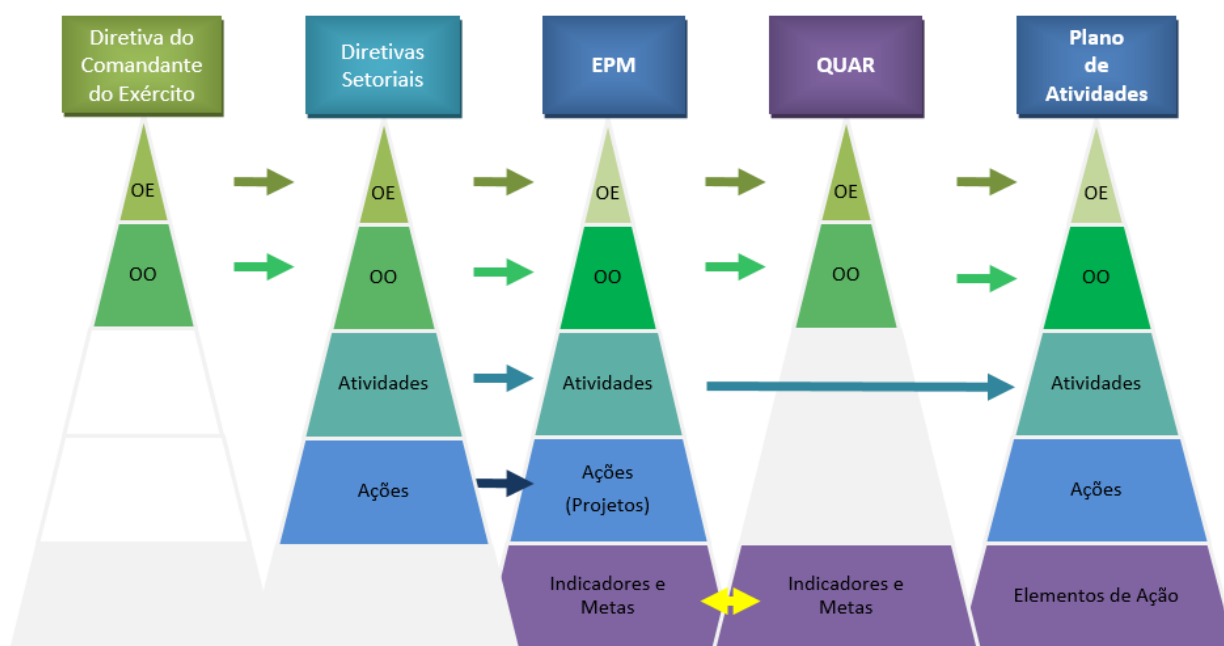 Diretiva do
Comandante
do Exército
Diretivas
Setoriais
EPM
QUAR
Plano
de
Atividades
OE
OE
OE
OE
OE
OO
OO
OO
OO
OO
Atividades
Atividades
Atividades
Ações
Ações
(Projetos)
Ações
Indicadores e
Metas
Indicadores e
Metas
Elementos de Ação